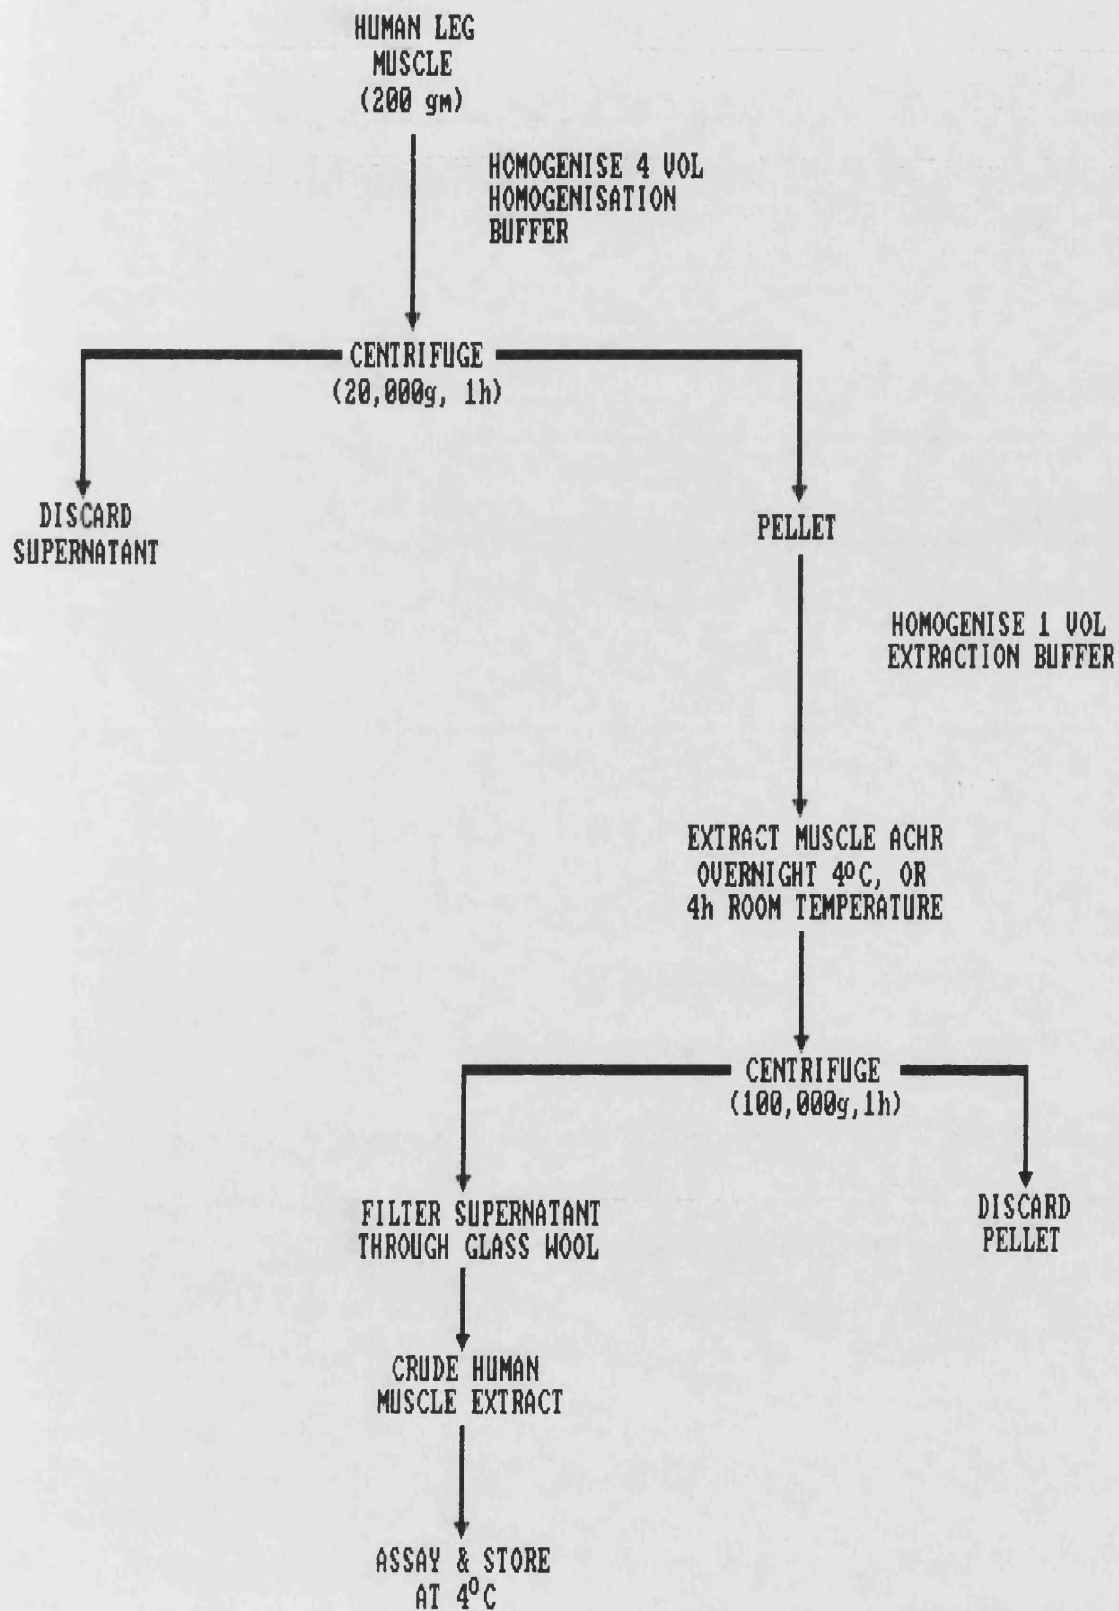 HUMAN LEG
MUSCLE
(200 gm)
HOMOGENISE 4 VOL
HOMOGENISATION
BUFFER
CENTRIFUGE
(20,000g, 1h)
DISCARD
SUPERNATANT
PELLET
HOMOGENISE 1 VOL
EXTRACTION BUFFER
EXTRACT MUSCLE ACHR
OVERNIGHT 4ºC, OR
4h ROOM TEMPERATURE
CENTRIFUGE
(100,000g,1h)
FILTER SUPERNATANT
THROUGH GLASS WOOL
DISCARD
PELLET
CRUDE HUMAN
MUSCLE EXTRACT
ASSAY & STORE
AT 4ºC